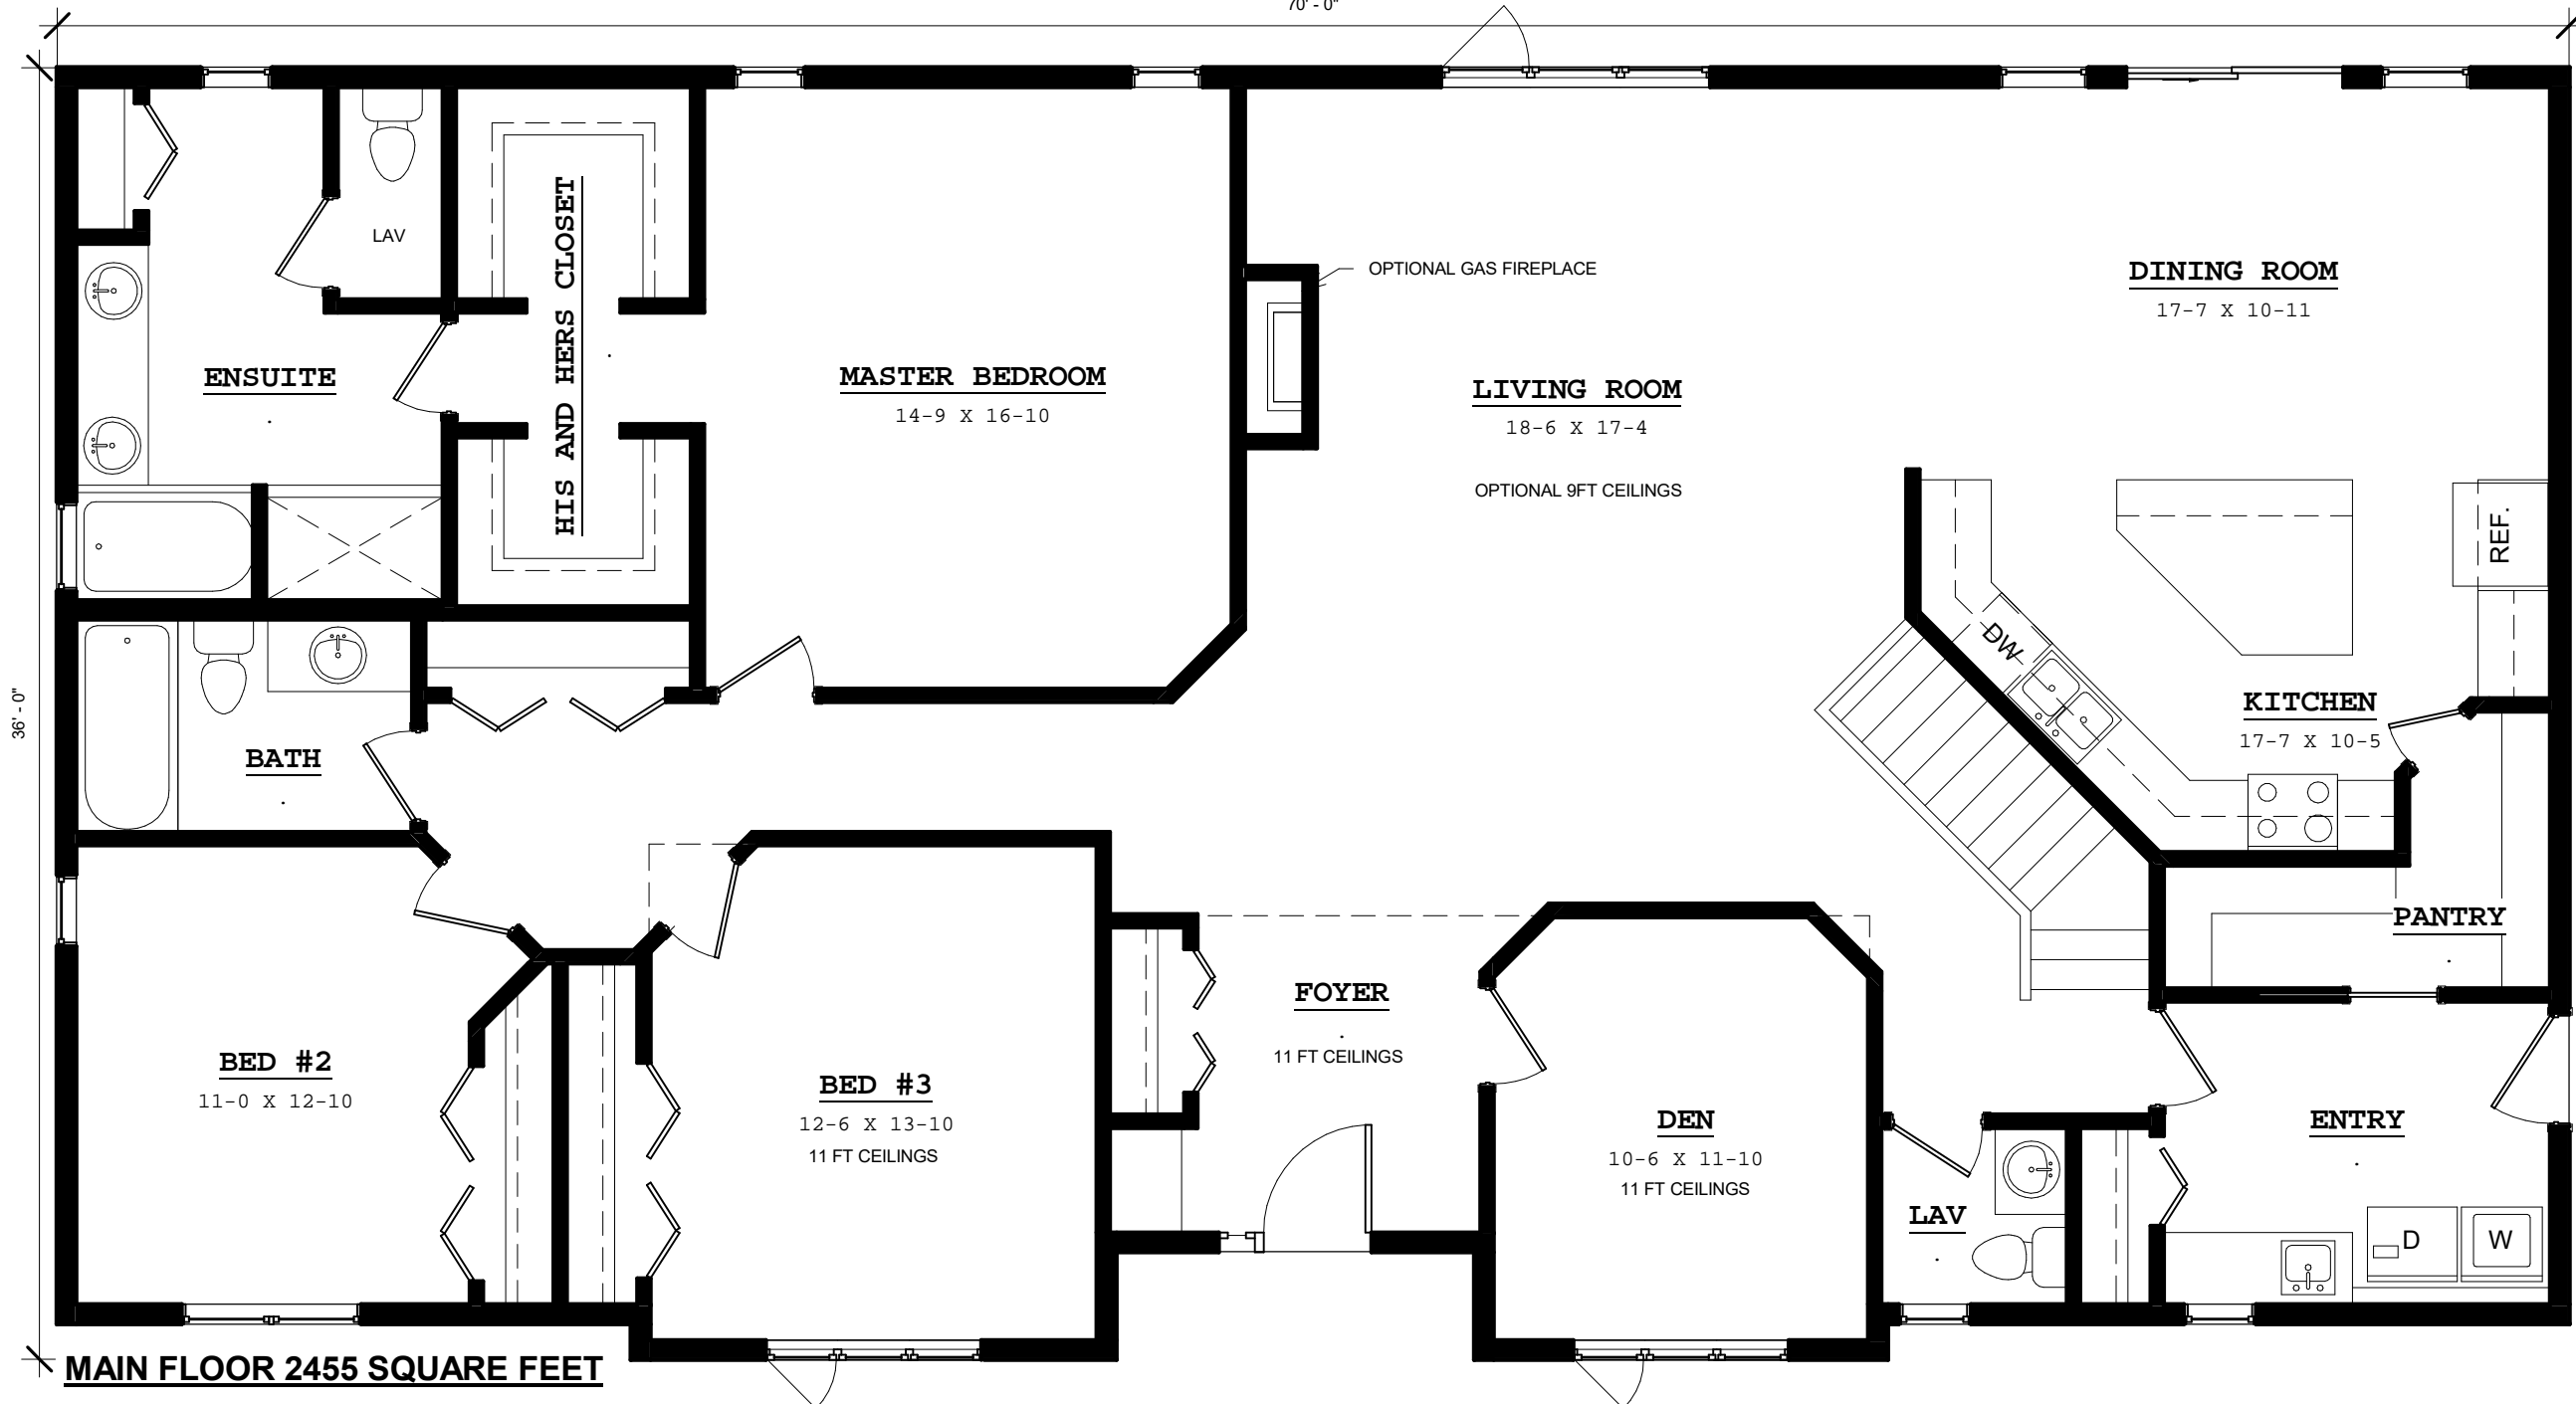 70' - 0"
LAV
HIS AND HERS CLOSET
ENSUITE
MASTER BEDROOM
14-9 X 16-10
OPTIONAL GAS FIREPLACE
LIVING ROOM
18-6 X 17-4
OPTIONAL 9FT CEILINGS
DINING ROOM
17-7 X 10-11
REF.
DW
KITCHEN
17-7 X 10-5
36' - 0"
BATH
PANTRY
FOYER
11 FT CEILINGS
BED #2
11-0 X 12-10
BED #3
12-6 X 13-10
11 FT CEILINGS
DEN
10-6 X 11-10
11 FT CEILINGS
ENTRY
LAV
D
W
MAIN FLOOR 2455 SQUARE FEET